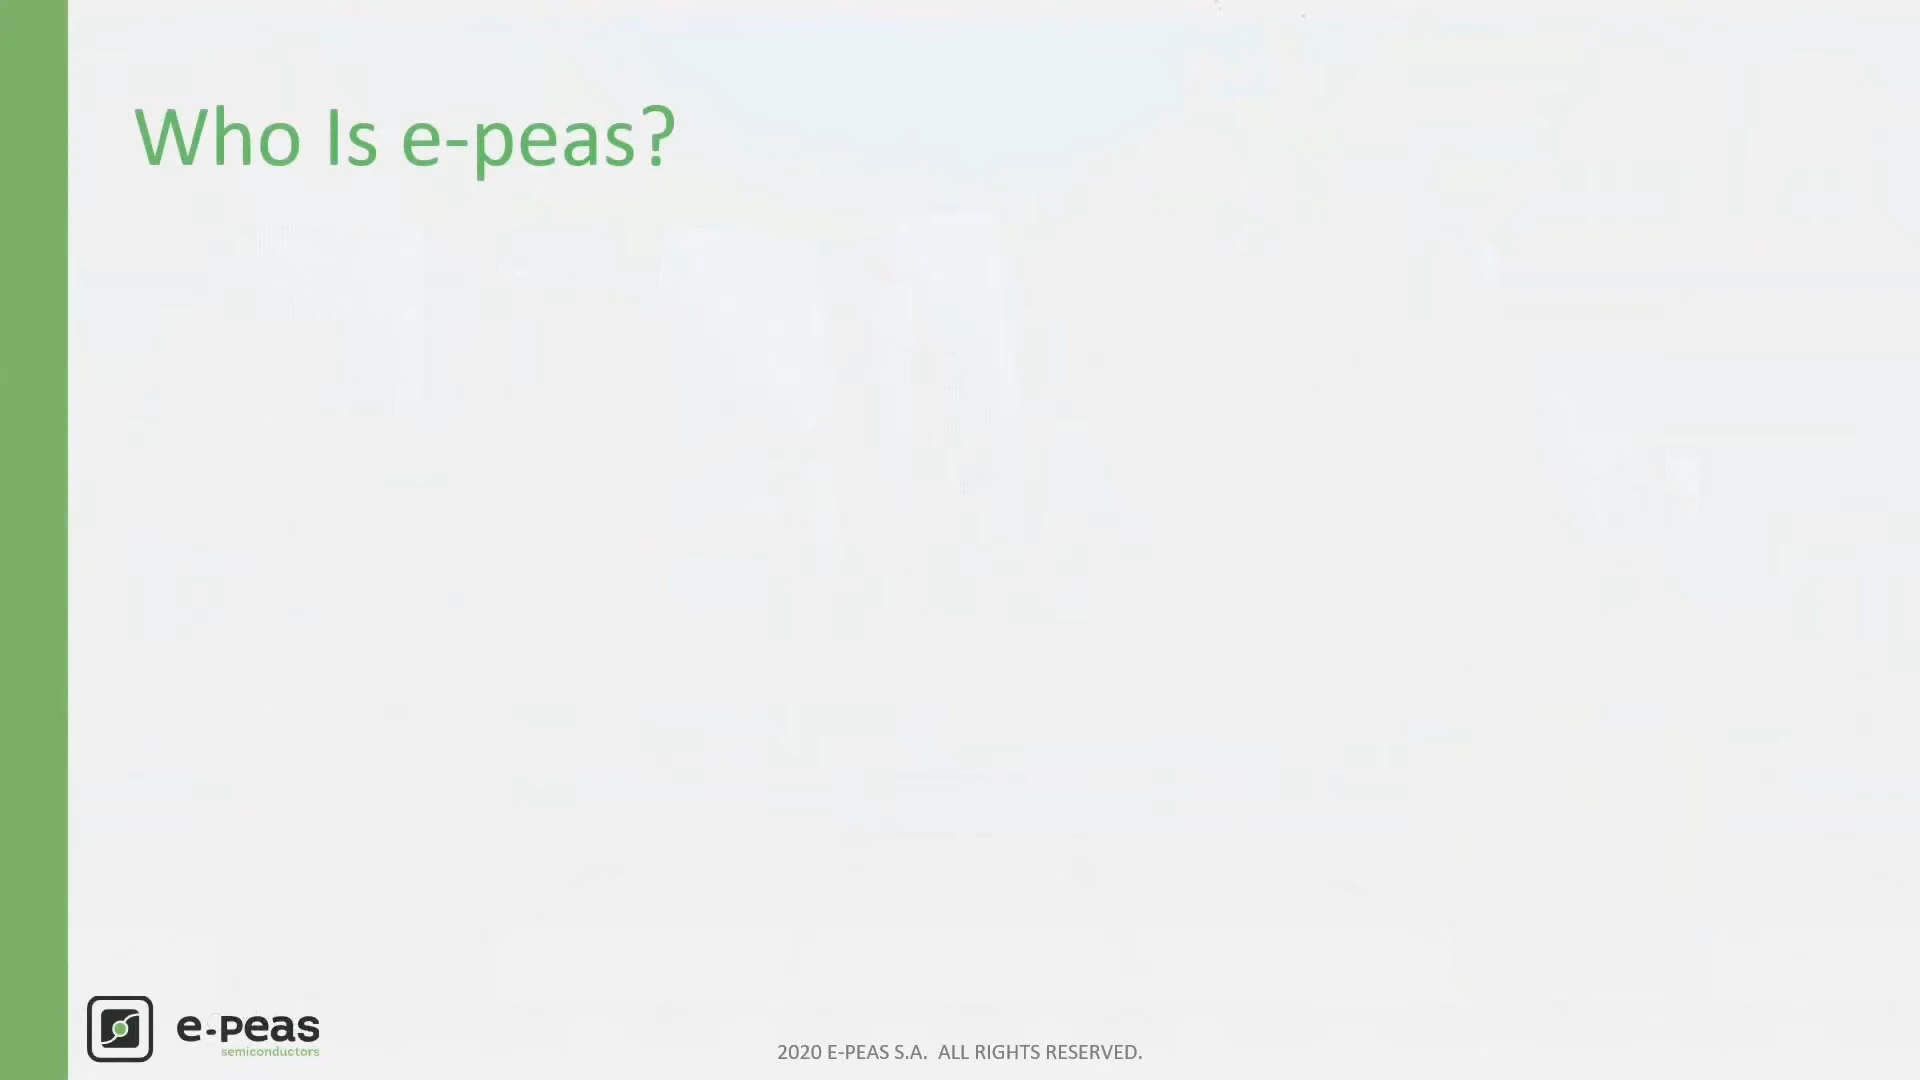 Who Is e-peas?
e-peas
semiconductors
2020 E-PEAS S.A.  ALL RIGHTS RESERVED.